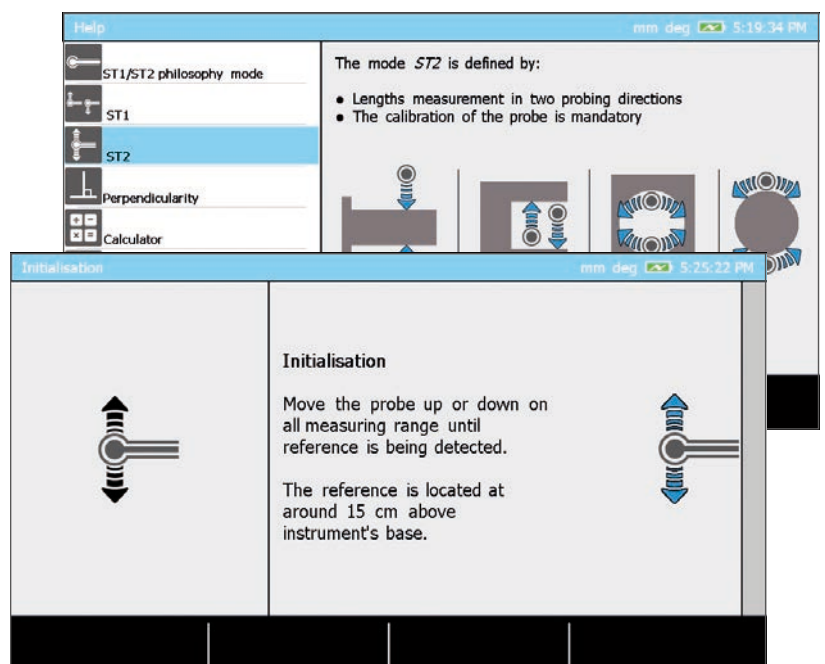 Help
mm deg 5:19:34 PM
ST1/ST2 philosophy mode
ST1
ST2
Perpendicularity
Calculator
The mode ST2 is defined by:
• Lengths measurement in two probing directions
• The calibration of the probe is mandatory
Initialisation
mm deg 5:25:22 PM
Initialisation
Move the probe up or down on
all measuring range until
reference is being detected.
The reference is located at
around 15 cm above
instrument's base.